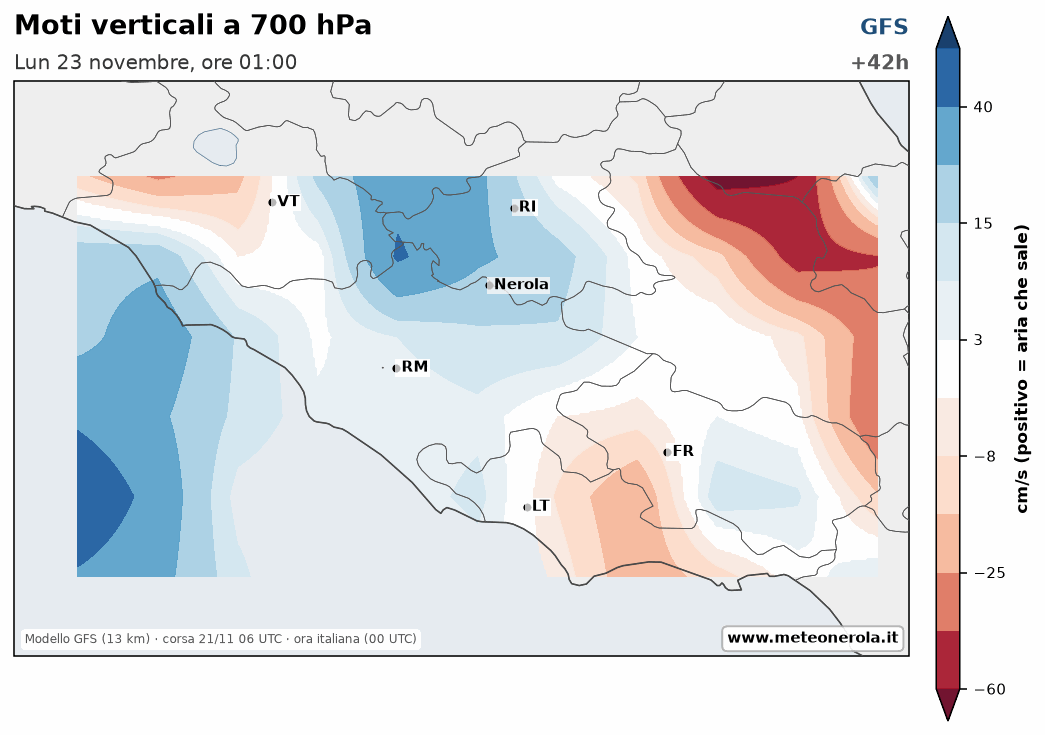 Moti verticali a 700 hPa
GFS
Lun 23 novembre, ore 01:00
+42h
VT
RI
Nerola
RM
FR
LT
40
15
3
−8
−25
−60
cm/s (positivo = aria che sale)
Modello GFS (13 km) · corsa 21/11 06 UTC · ora italiana (00 UTC)
www.meteonerola.it